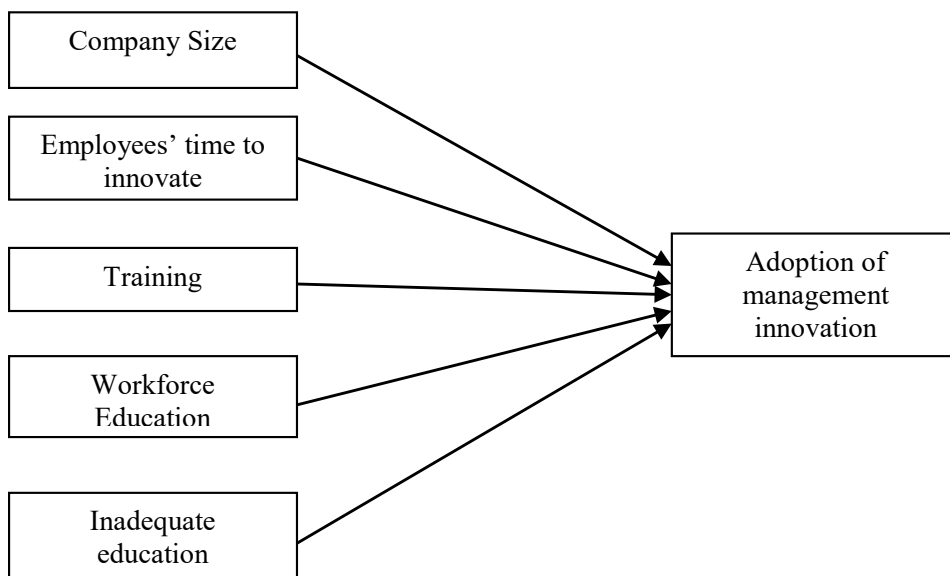 Company Size
Employees’ time to
innovate
Training
Workforce
Education
Inadequate
education
Adoption of
management
innovation